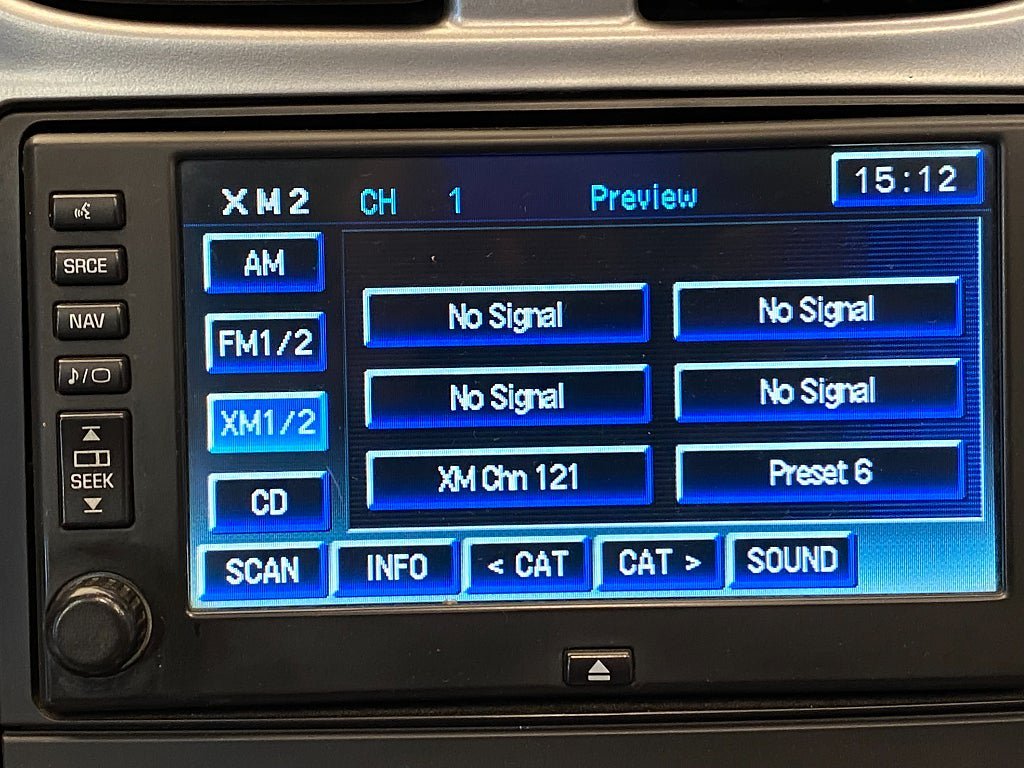 XM2 CH 1 Preview 15:12
SRCE
NAV
SEEK
AM
FM1/2
XM1/2
CD
No Signal No Signal
No Signal No Signal
XM Chn 121 Preset 6
SCAN INFO < CAT CAT > SOUND